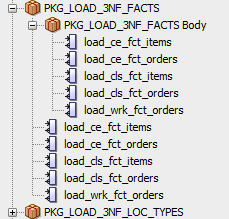 PKG_LOAD_3NF_FACTS
PKG_LOAD_3NF_FACTS Body
load_ce_fct_items
load_ce_fct_orders
load_cls_fct_items
load_cls_fct_orders
load_wrk_fct_orders
load_ce_fct_items
load_ce_fct_orders
load_cls_fct_items
load_cls_fct_orders
load_wrk_fct_orders
PKG_LOAD_3NF_LOC_TYPES